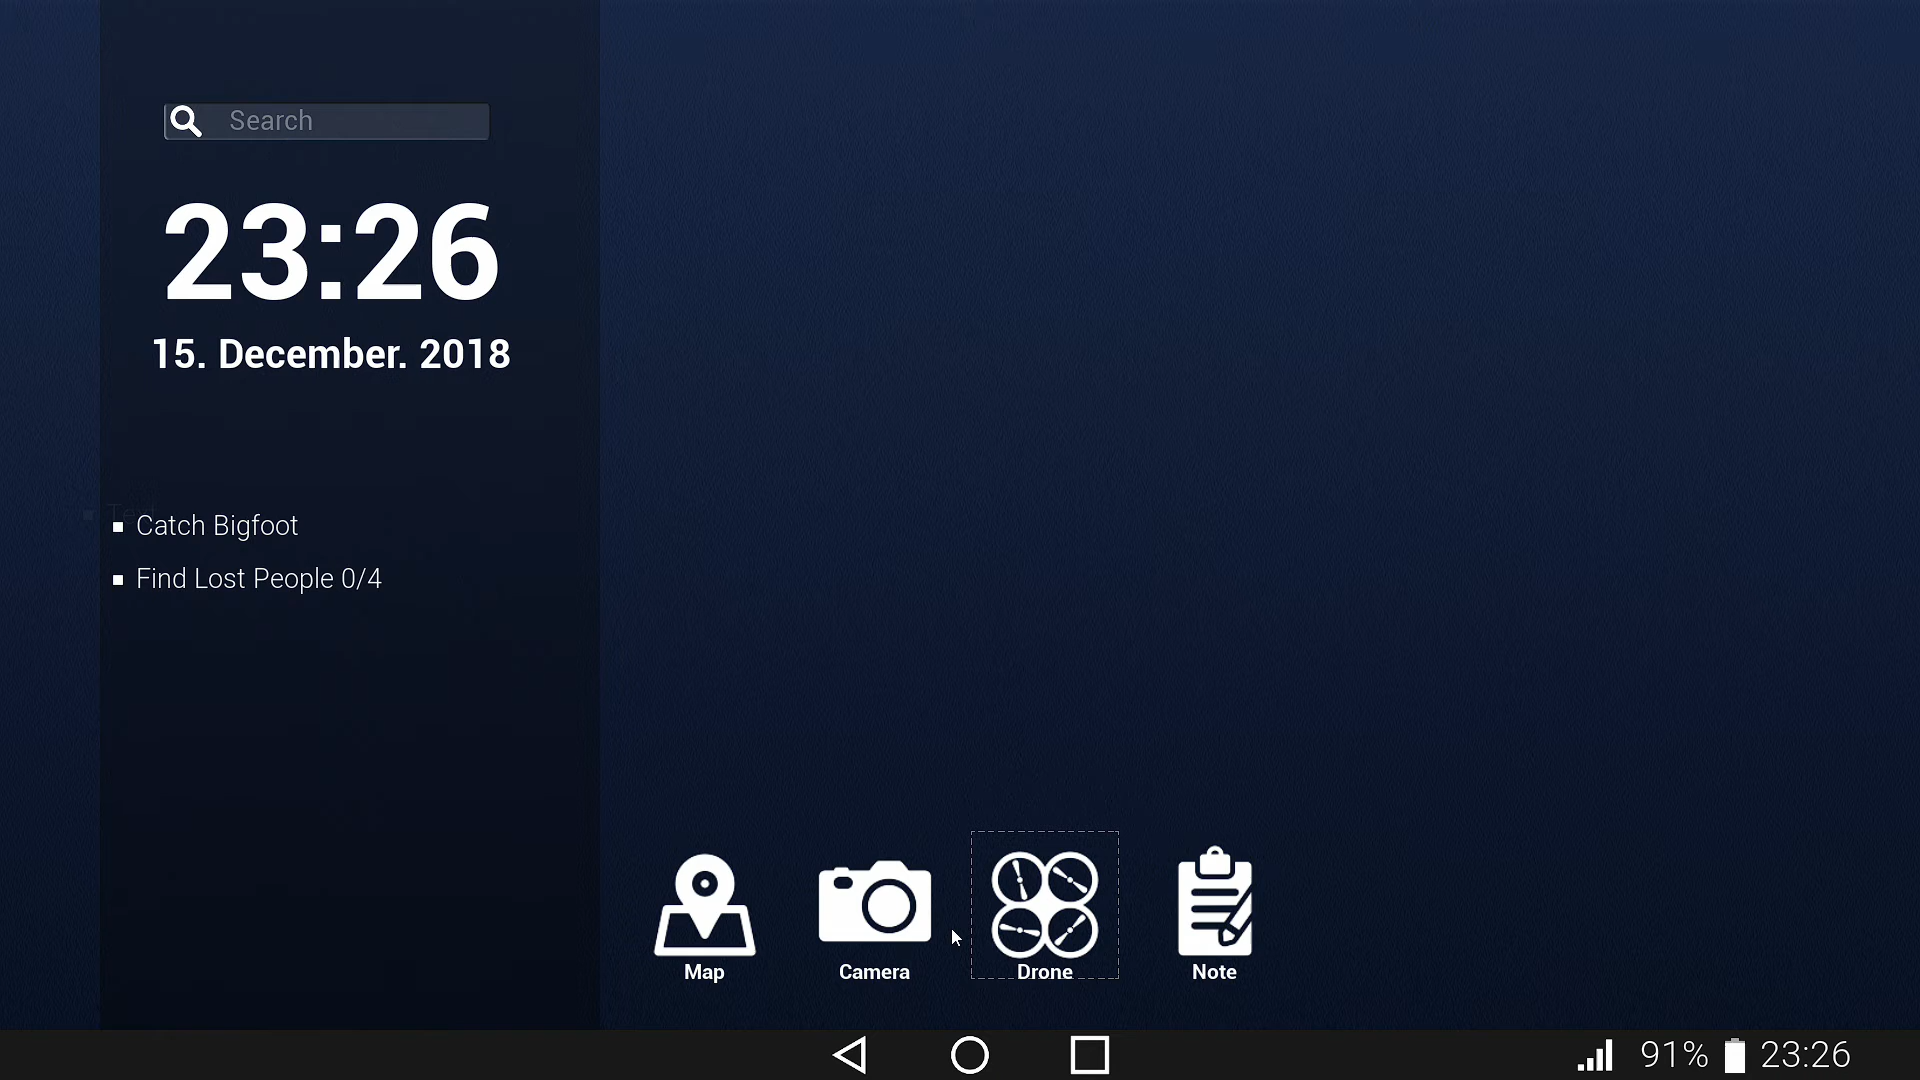 Search
23:26
15. December. 2018
Text
Catch Bigfoot
Find Lost People 0/4
Map
Camera
Drone
Note
91%
23:26